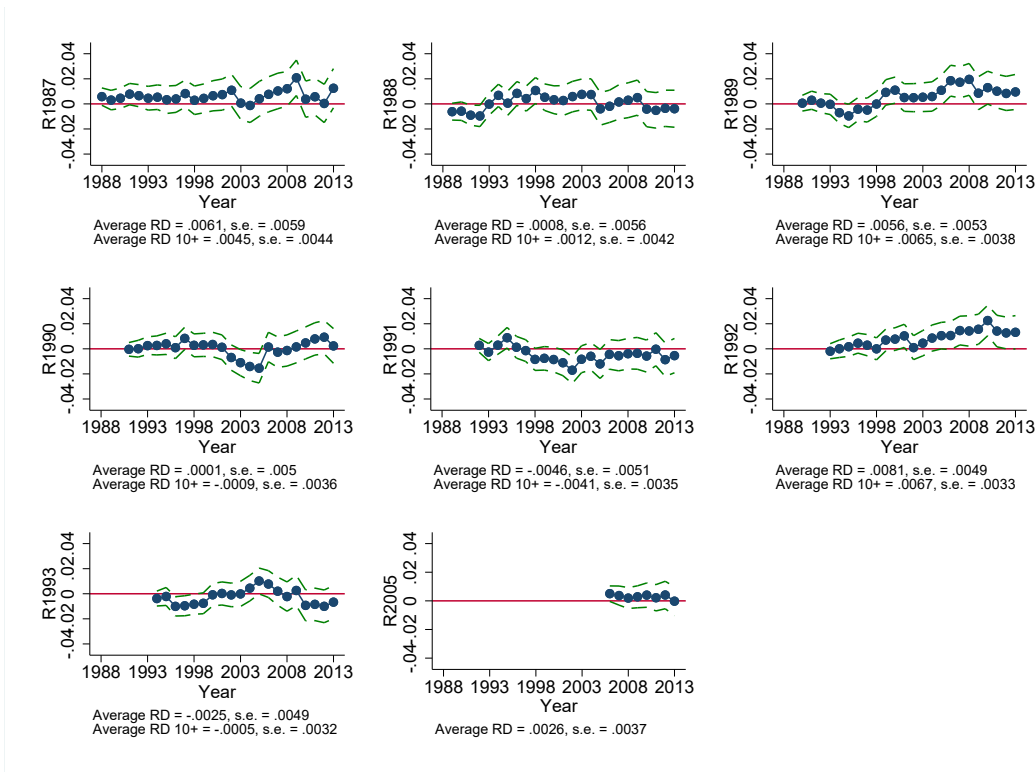 R1987
-.04-.02 0 .02.04
1988 1993 1998 2003 2008 2013
Year
Average RD = .0061, s.e. = .0059
Average RD 10+ = .0045, s.e. = .0044
R1988
-.04-.02 0 .02.04
1988 1993 1998 2003 2008 2013
Year
Average RD = .0008, s.e. = .0056
Average RD 10+ = .0012, s.e. = .0042
R1989
-.04-.02 0 .02.04
1988 1993 1998 2003 2008 2013
Year
Average RD = .0056, s.e. = .0053
Average RD 10+ = .0065, s.e. = .0038
R1990
-.04-.02 0 .02.04
1988 1993 1998 2003 2008 2013
Year
Average RD = .0001, s.e. = .005
Average RD 10+ = -.0009, s.e. = .0036
R1991
-.04-.02 0 .02.04
1988 1993 1998 2003 2008 2013
Year
Average RD = -.0046, s.e. = .0051
Average RD 10+ = -.0041, s.e. = .0035
R1992
-.04-.02 0 .02.04
1988 1993 1998 2003 2008 2013
Year
Average RD = .0081, s.e. = .0049
Average RD 10+ = .0067, s.e. = .0033
R1993
-.04-.02 0 .02.04
1988 1993 1998 2003 2008 2013
Year
Average RD = -.0025, s.e. = .0049
Average RD 10+ = -.0005, s.e. = .0032
R2005
-.04-.02 0 .02.04
1988 1993 1998 2003 2008 2013
Year
Average RD = .0026, s.e. = .0037